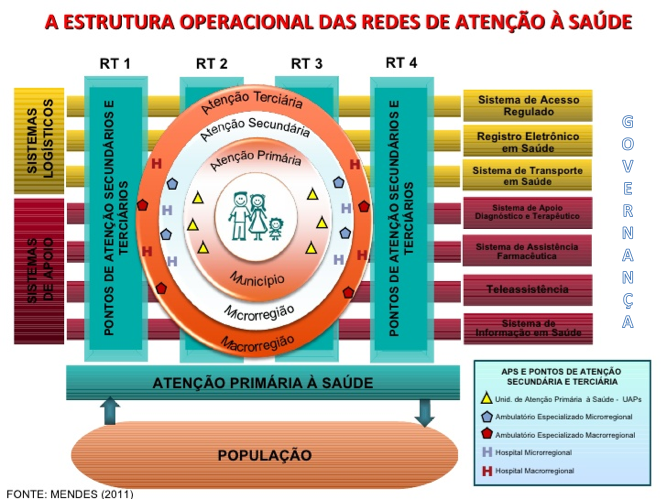 A ESTRUTURA OPERACIONAL DAS REDES DE ATENÇÃO À SAÚDE
RT 1
RT 2
RT 3
RT 4
SISTEMAS
LOGÍSTICOS
SISTEMAS
DE APOIO
PONTOS DE ATENÇÃO SECUNDÁRIOS E
TERCIÁRIOS
Atenção Terciária
Atenção Secundária
Atenção Primária
H
H
H
H
H
H
H
H
Município
Microrregião
Macrorregião
PONTOS DE ATENÇÃO SECUNDÁRIOS E
TERCIÁRIOS
Sistema de Acesso
Regulado
Registro Eletrônico
em Saúde
Sistema de Transporte
em Saúde
Sistema de Apoio
Diagnóstico e Terapêutico
Sistema de Assistência
Farmacêutica
Teleassistência
Sistema de
Informação em Saúde
GOVERNANÇA
ATENÇÃO PRIMÁRIA À SAÚDE
POPULAÇÃO
APS E PONTOS DE ATENÇÃO
SECUNDÁRIA E TERCIÁRIA
Unid. de Atenção Primária à Saúde - UAPs
Ambulatório Especializado Microrregional
Ambulatório Especializado Macrorregional
H Hospital Microrregional
H Hospital Macrorregional
FONTE: MENDES (2011)